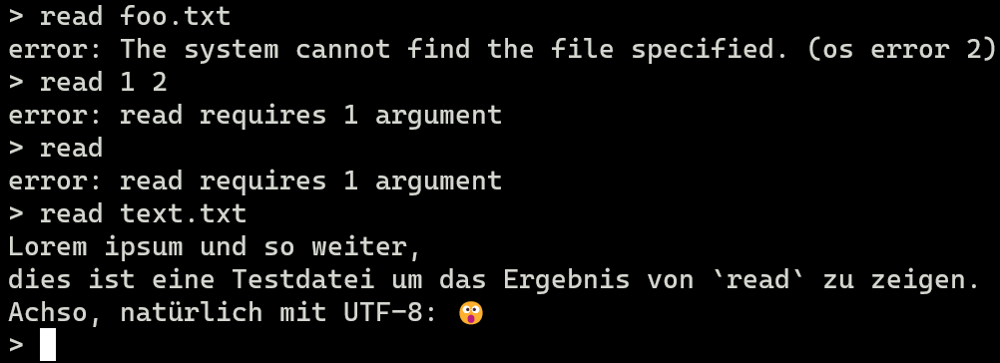 > read foo.txt
error: The system cannot find the file specified. (os error 2)
> read 1 2
error: read requires 1 argument
> read
error: read requires 1 argument
> read text.txt
Lorem ipsum und so weiter,
dies ist eine Testdatei um das Ergebnis von `read` zu zeigen.
Achso, natürlich mit UTF-8: 😲
>